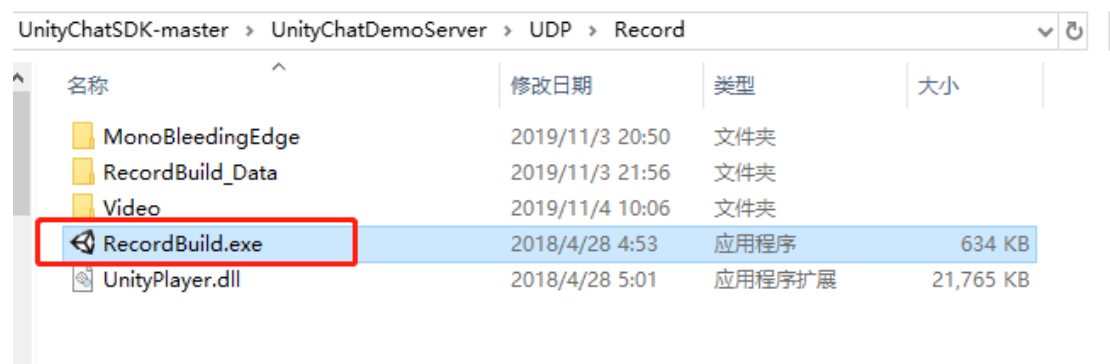 UnityChatSDK-master > UnityChatDemoServer > UDP > Record
名称 修改日期 类型 大小
MonoBleedingEdge 2019/11/3 20:50 文件夹
RecordBuild_Data 2019/11/3 21:56 文件夹
Video 2019/11/4 10:06 文件夹
RecordBuild.exe 2018/4/28 4:53 应用程序 634 KB
UnityPlayer.dll 2018/4/28 5:01 应用程序扩展 21,765 KB